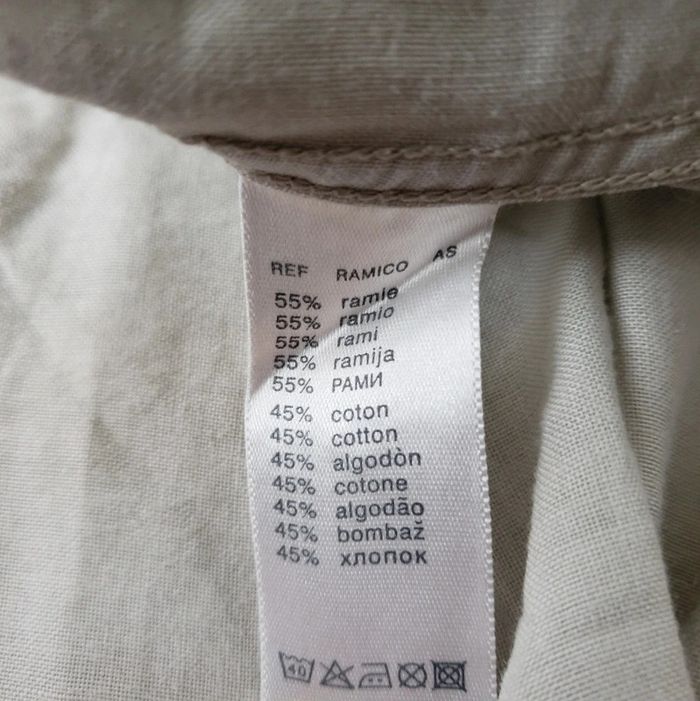 REF RAMICO AS
55% ramie
55% ramio
55% rami
55% ramija
55% РАМИ
45% coton
45% cotton
45% algodòn
45% cotone
45% algodão
45% bombaž
45% хлопок
40